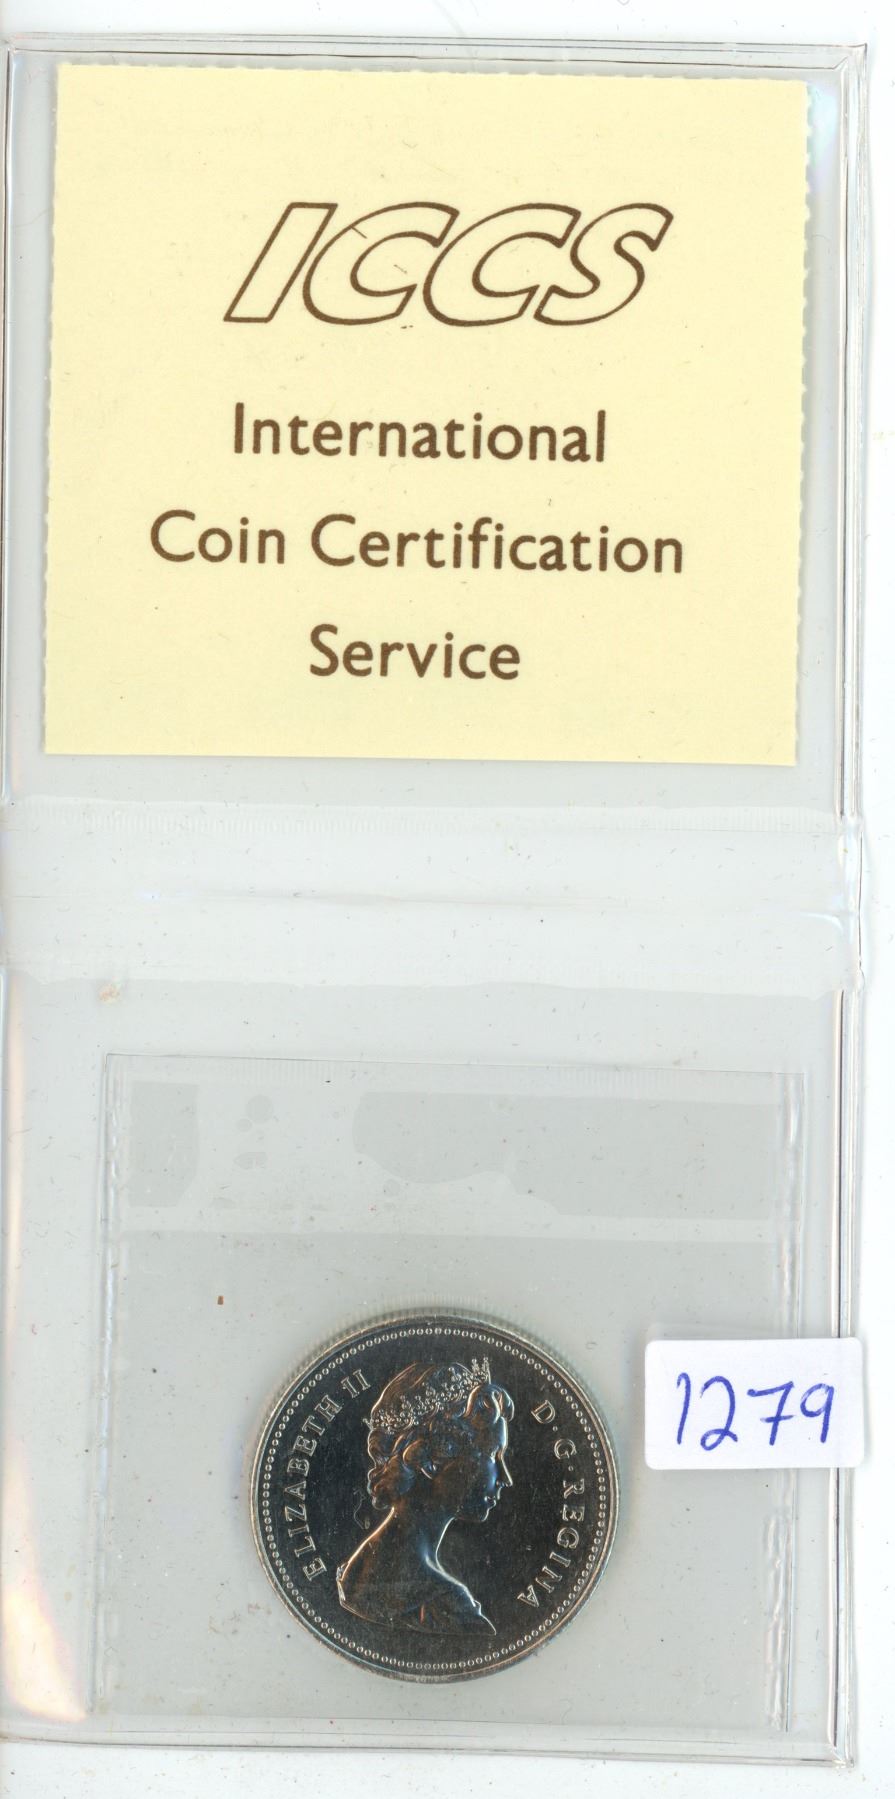 ICCS
International
Coin Certification
Service
ELIZABETH II D·G·REGINA
1279